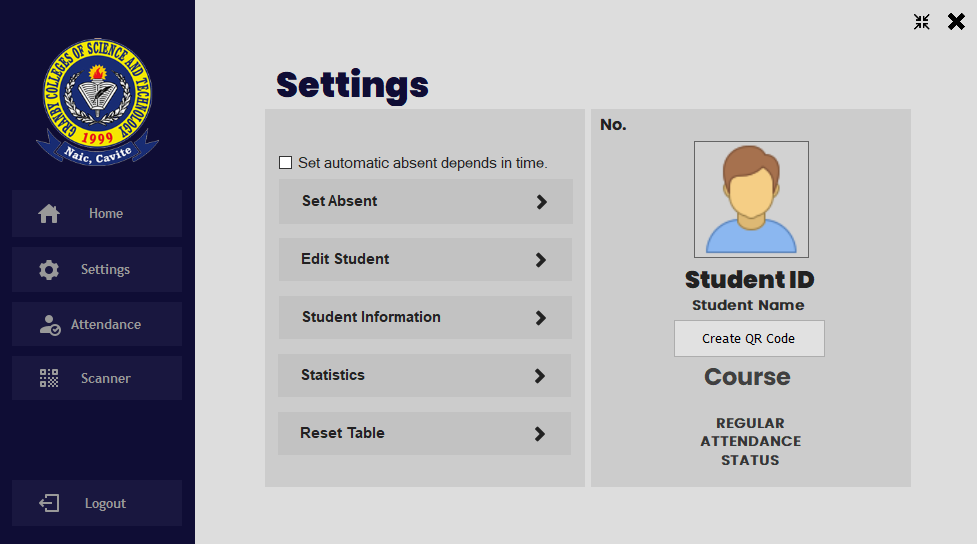 GRANBY COLLEGES OF SCIENCE AND TECHNOLOGY
1999
Naic, Cavite
Home
Settings
Attendance
Scanner
Logout
Settings
Set automatic absent depends in time.
Set Absent
Edit Student
Student Information
Statistics
Reset Table
No.
Student ID
Student Name
Create QR Code
Course
REGULAR
ATTENDANCE
STATUS